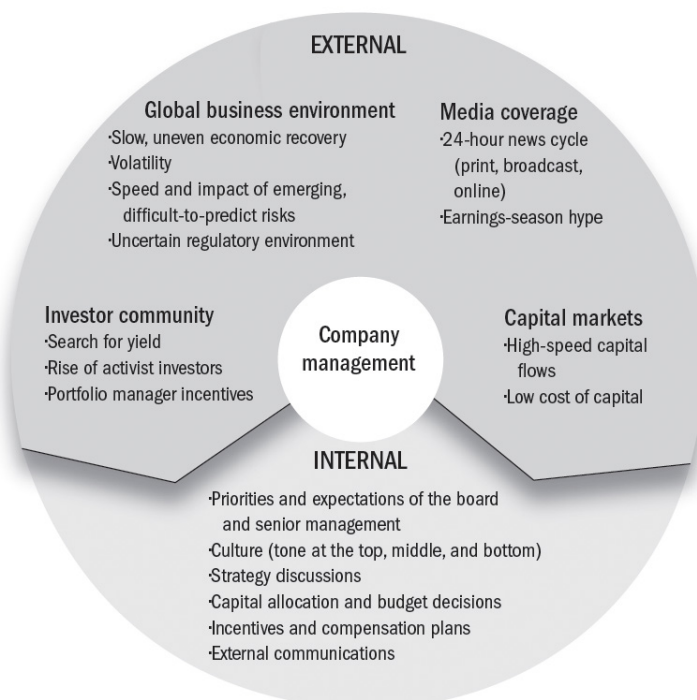 EXTERNAL
Global business environment
·Slow, uneven economic recovery
·Volatility
·Speed and impact of emerging,
difficult-to-predict risks
·Uncertain regulatory environment
Media coverage
·24-hour news cycle
(print, broadcast,
online)
·Earnings-season hype
Investor community
·Search for yield
·Rise of activist investors
·Portfolio manager incentives
Company
management
Capital markets
·High-speed capital
flows
·Low cost of capital
INTERNAL
·Priorities and expectations of the board
and senior management
·Culture (tone at the top, middle, and bottom)
·Strategy discussions
·Capital allocation and budget decisions
·Incentives and compensation plans
·External communications